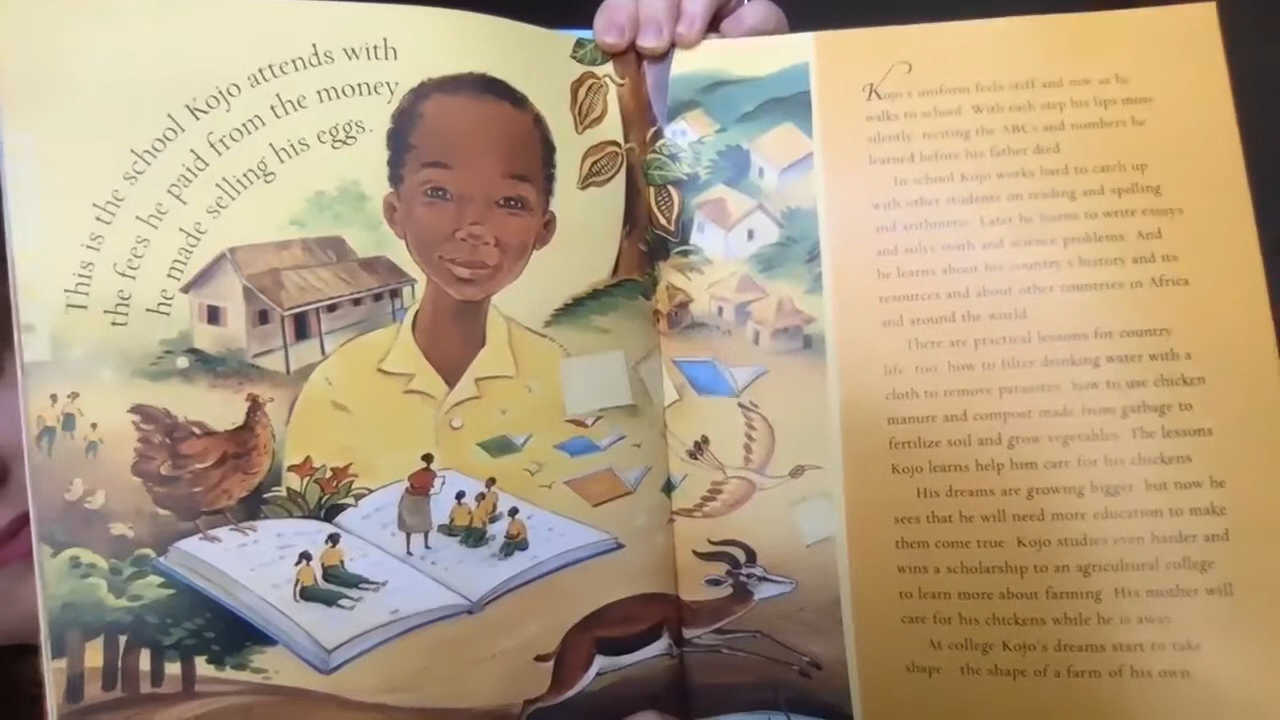 This is the school Kojo attends with
the fees he paid from the money
he made selling his eggs.
Kojo's uniform feels stiff and new as he
walks to school. With each step his lips move
silently, reciting the ABCs and numbers he
learned before his father died.
In school Kojo works hard to catch up
with other students on reading and spelling
and arithmetic. Later he learns to write essays
and solve math and science problems. And
he learns about his country's history and its
resources and about other countries in Africa
and around the world.
There are practical lessons for country
life, too: how to filter drinking water with a
cloth to remove parasites, how to use chicken
manure and compost made from garbage to
fertilize soil and grow vegetables. The lessons
Kojo learns help him care for his chickens.
His dreams are growing bigger, but now he
sees that he will need more education to make
them come true. Kojo studies even harder and
wins a scholarship to an agricultural college
to learn more about farming. His mother will
care for his chickens while he is away.
At college Kojo's dreams start to take
shape—the shape of a farm of his own.